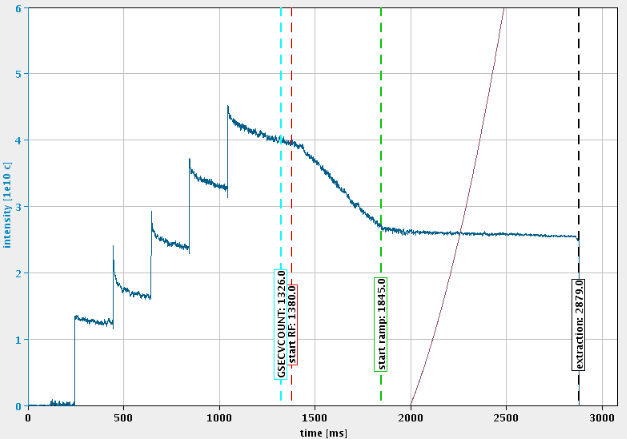 6
5
4
3
2
1
0
intensity [1e10 c]
GSECVCOUNT: 1326.0
start RF: 1380.0
start ramp: 1845.0
extraction: 2879.0
0 500 1000 1500 2000 2500 3000
time [ms]